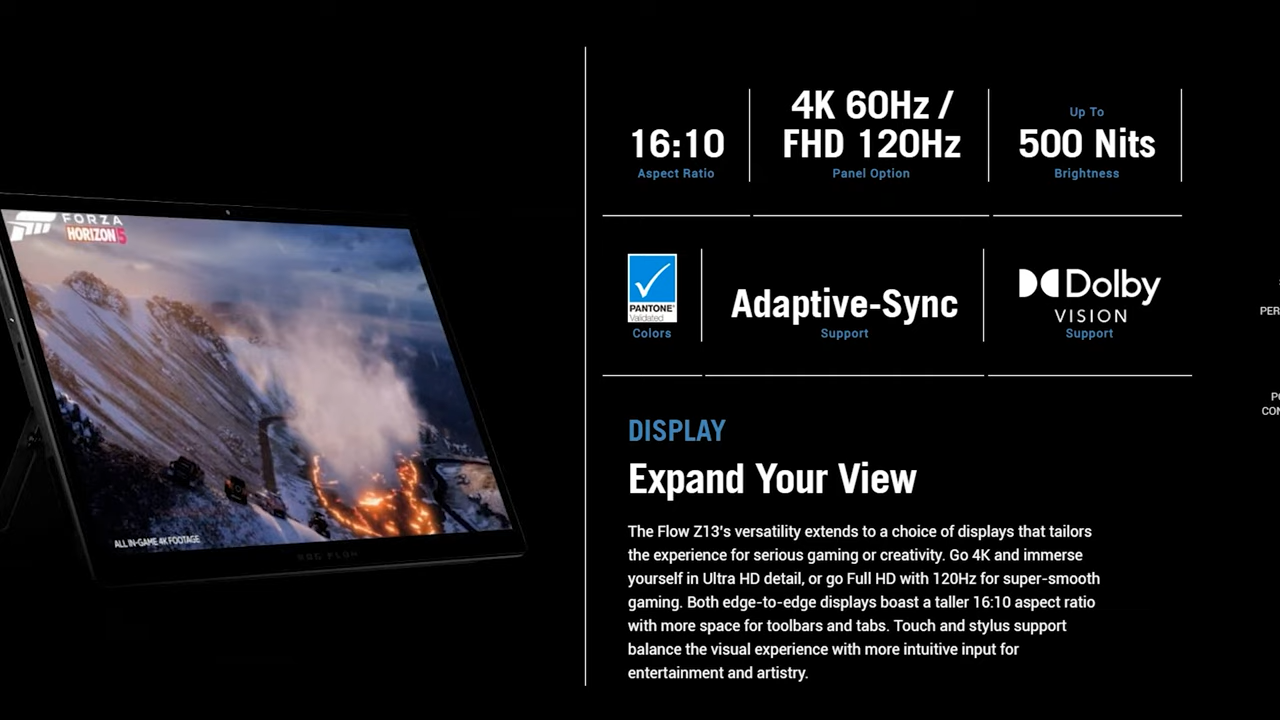 FORZA
HORIZON 5
ALL IN-GAME 4K FOOTAGE
ROG FLOW
16:10
Aspect Ratio
4K 60Hz /
FHD 120Hz
Panel Option
Up To
500 Nits
Brightness
PANTONE®
Validated
Colors
Adaptive-Sync
Support
Dolby
VISION
Support
DISPLAY
Expand Your View
The Flow Z13's versatility extends to a choice of displays that tailors
the experience for serious gaming or creativity. Go 4K and immerse
yourself in Ultra HD detail, or go Full HD with 120Hz for super-smooth
gaming. Both edge-to-edge displays boast a taller 16:10 aspect ratio
with more space for toolbars and tabs. Touch and stylus support
balance the visual experience with more intuitive input for
entertainment and artistry.